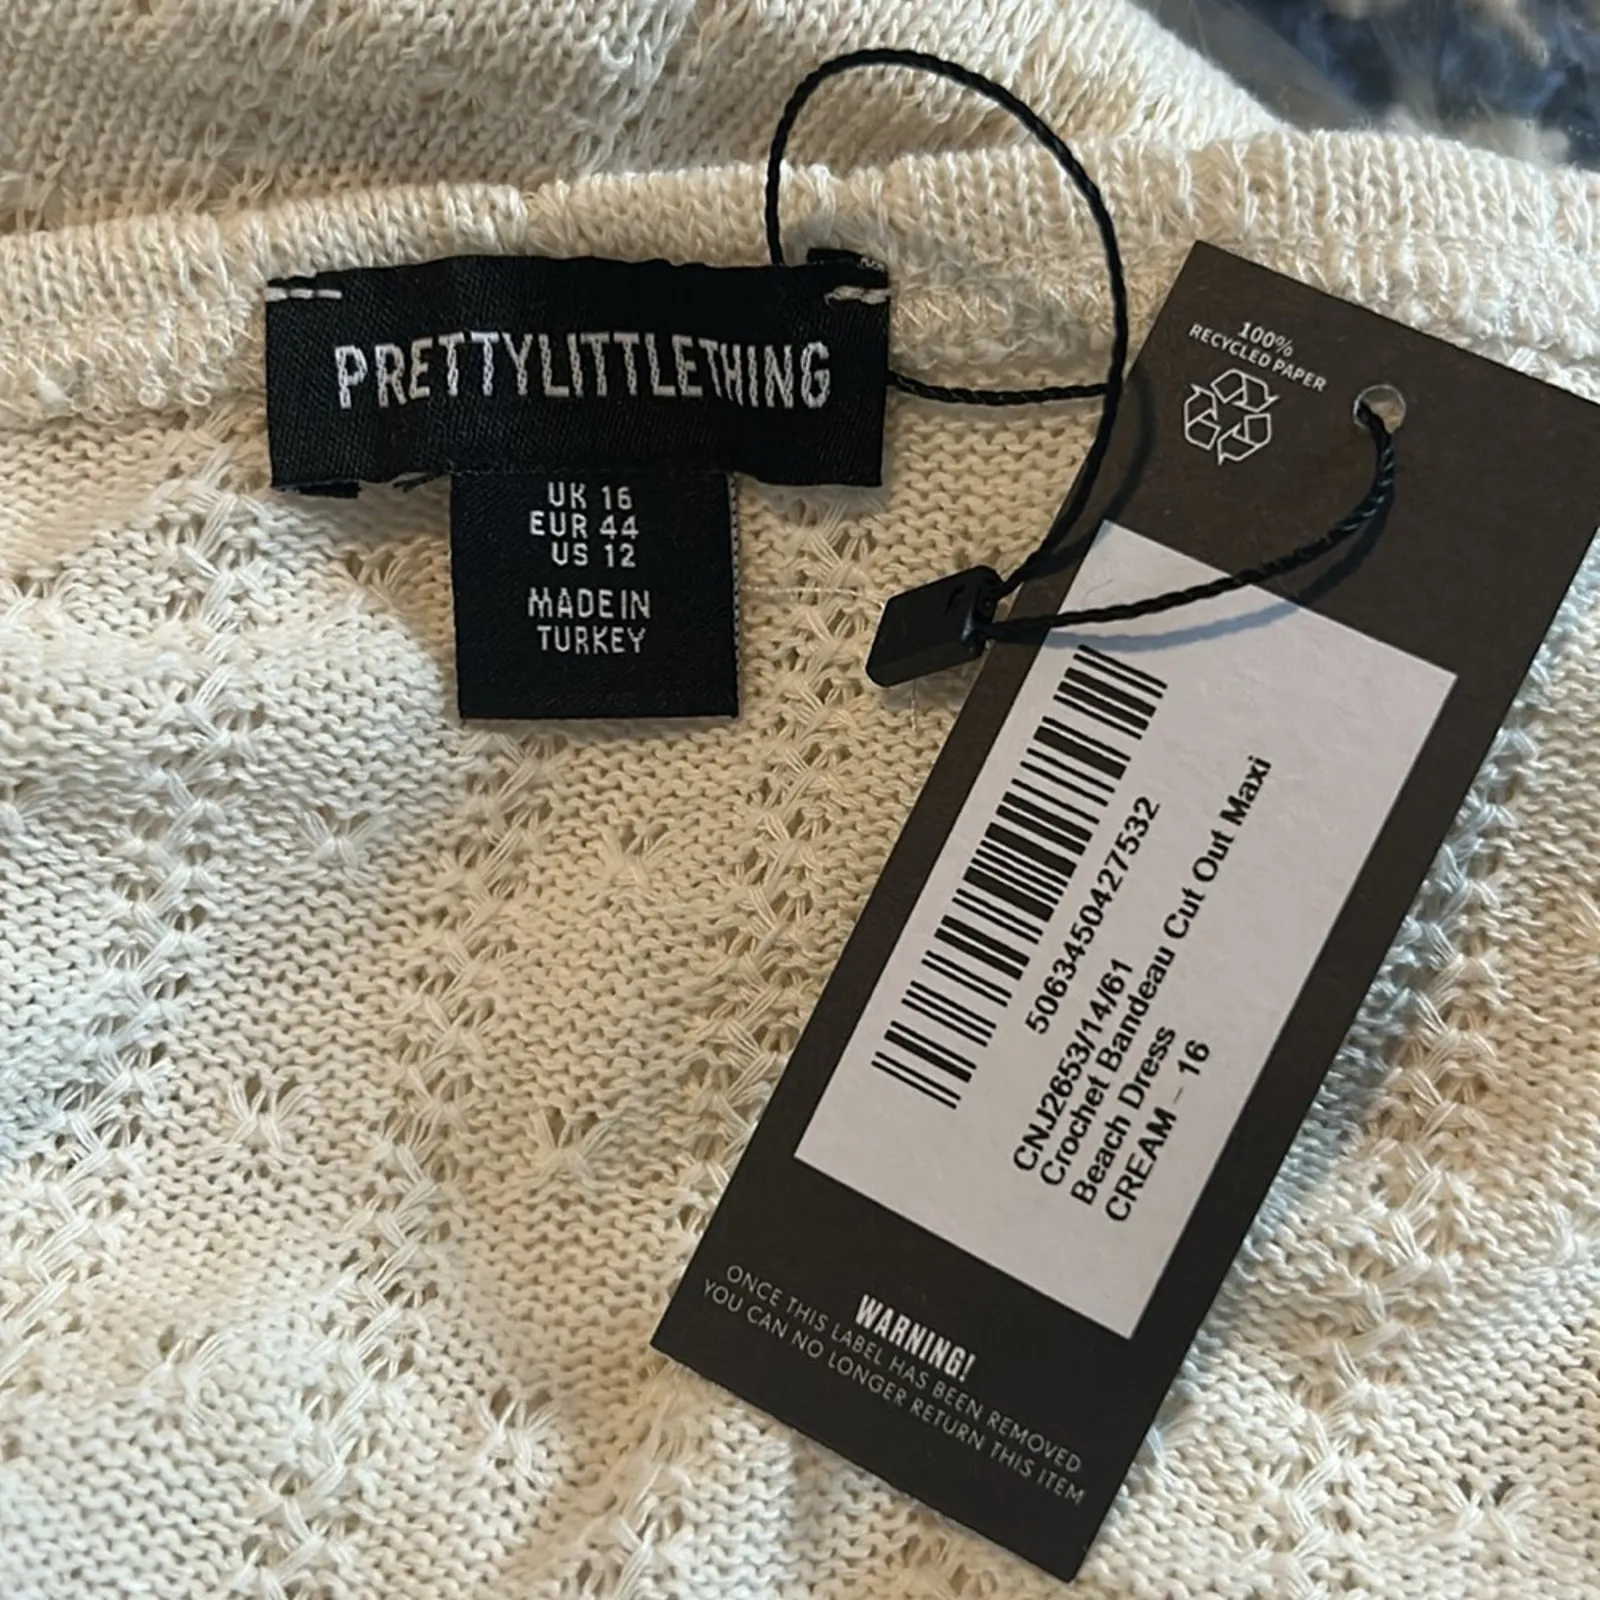 PRETTYLITTLETHING
UK 16
EUR 44
US 12
MADE IN
TURKEY
100%
RECYCLED PAPER
5063450427532
CNJ2653/14/61
Crochet Bandeau Cut Out Maxi
Beach Dress
CREAM - 16
WARNING!
ONCE THIS LABEL HAS BEEN REMOVED
YOU CAN NO LONGER RETURN THIS ITEM